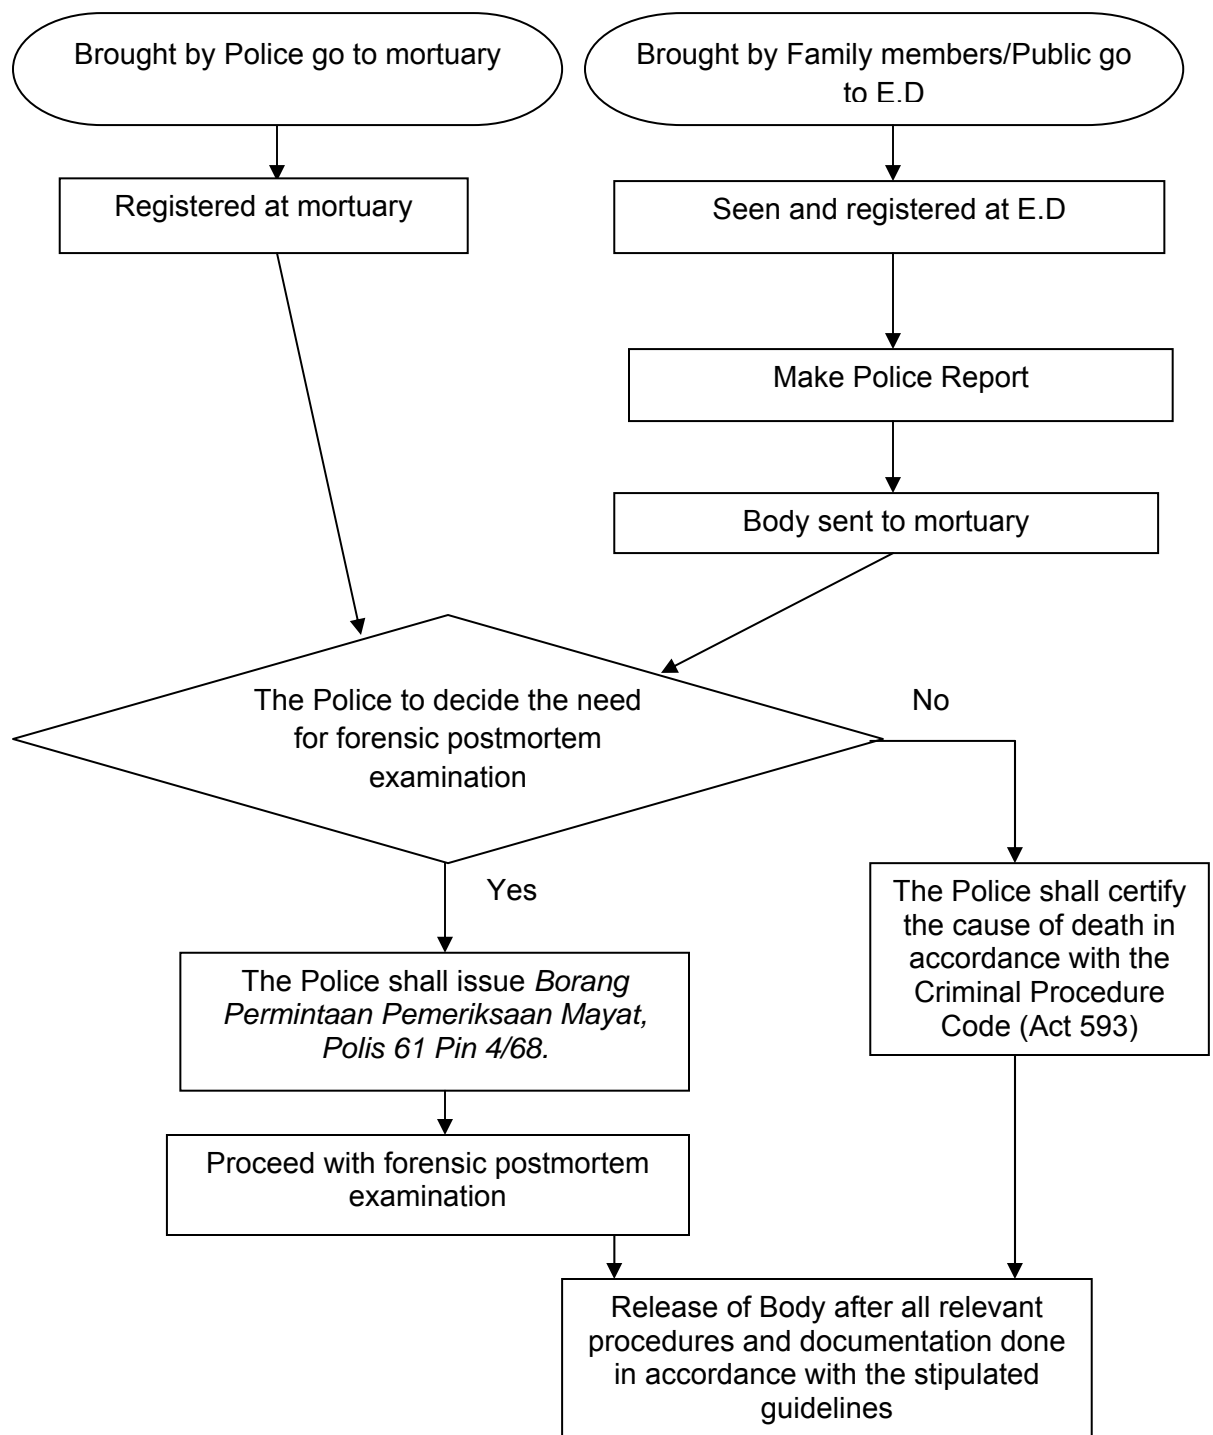 Brought by Police go to mortuary
Brought by Family members/Public go
to E.D
Registered at mortuary
Seen and registered at E.D
Make Police Report
Body sent to mortuary
The Police to decide the need
for forensic postmortem
examination
No
Yes
The Police shall certify
the cause of death in
accordance with the
Criminal Procedure
Code (Act 593)
The Police shall issue Borang
Permintaan Pemeriksaan Mayat,
Polis 61 Pin 4/68.
Proceed with forensic postmortem
examination
Release of Body after all relevant
procedures and documentation done
in accordance with the stipulated
guidelines